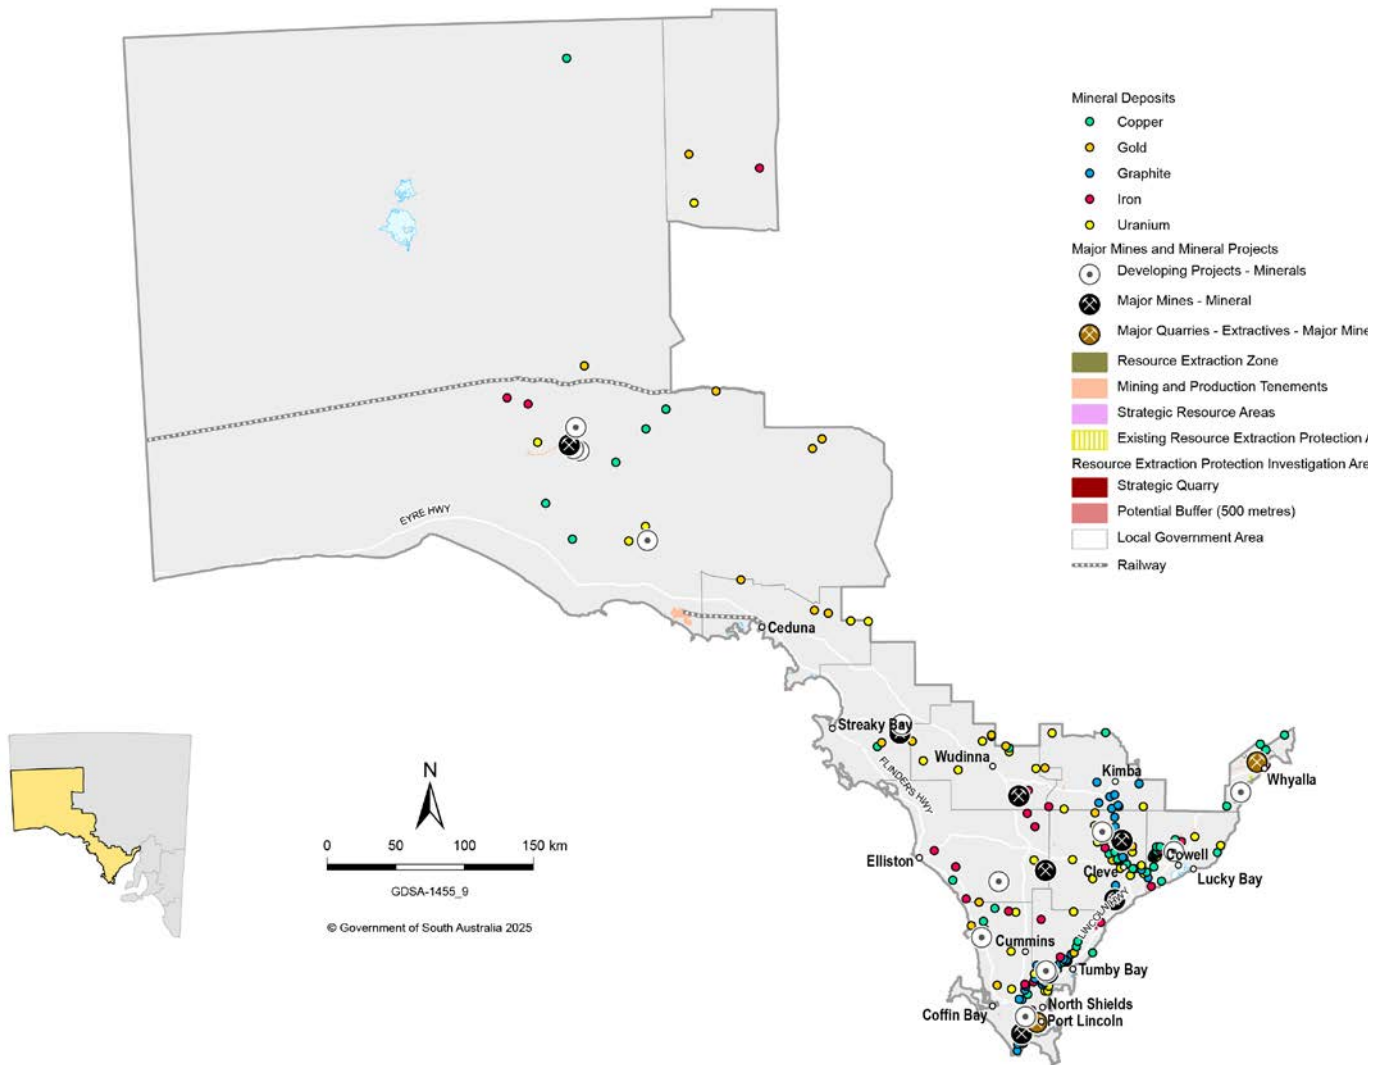 Mineral Deposits
Copper
Gold
Graphite
Iron
Uranium
Major Mines and Mineral Projects
Developing Projects - Minerals
Major Mines - Mineral
Major Quarries - Extractives - Major Mine
Resource Extraction Zone
Mining and Production Tenements
Strategic Resource Areas
Existing Resource Extraction Protection A
Resource Extraction Protection Investigation Are
Strategic Quarry
Potential Buffer (500 metres)
Local Government Area
Railway
EYRE HWY
Ceduna
Streaky Bay
FLINDERS HWY
Wudinna
Kimba
Whyalla
Elliston
Cleve
Cowell
Lucky Bay
LINCOLN HWY
Cummins
Tumby Bay
Coffin Bay
North Shields
Port Lincoln
N
0 50 100 150 km
GDSA-1455_9
© Government of South Australia 2025